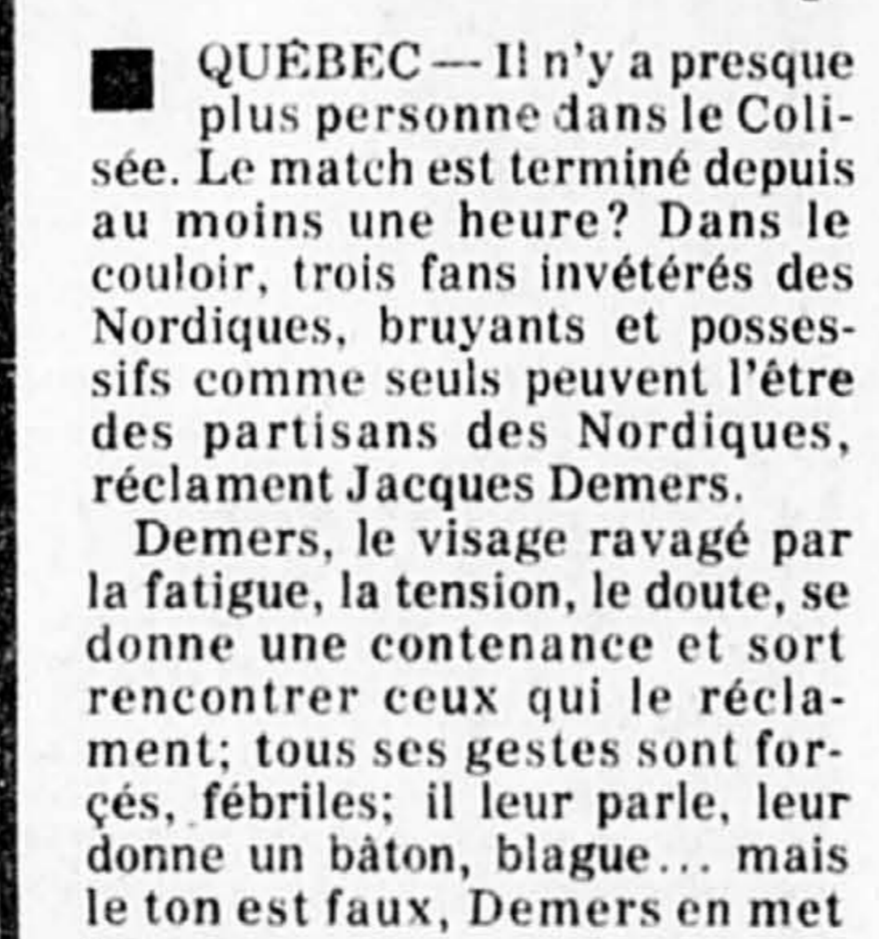 QUÉBEC — Il n'y a presque
plus personne dans le Coli-
sée. Le match est terminé depuis
au moins une heure? Dans le
couloir, trois fans invétérés des
Nordiques, bruyants et posses-
sifs comme seuls peuvent l'être
des partisans des Nordiques,
réclament Jacques Demers.
Demers, le visage ravagé par
la fatigue, la tension, le doute, se
donne une contenance et sort
rencontrer ceux qui le récla-
ment; tous ses gestes sont for-
çés, fébriles; il leur parle, leur
donne un bâton, blague... mais
le ton est faux, Demers en met